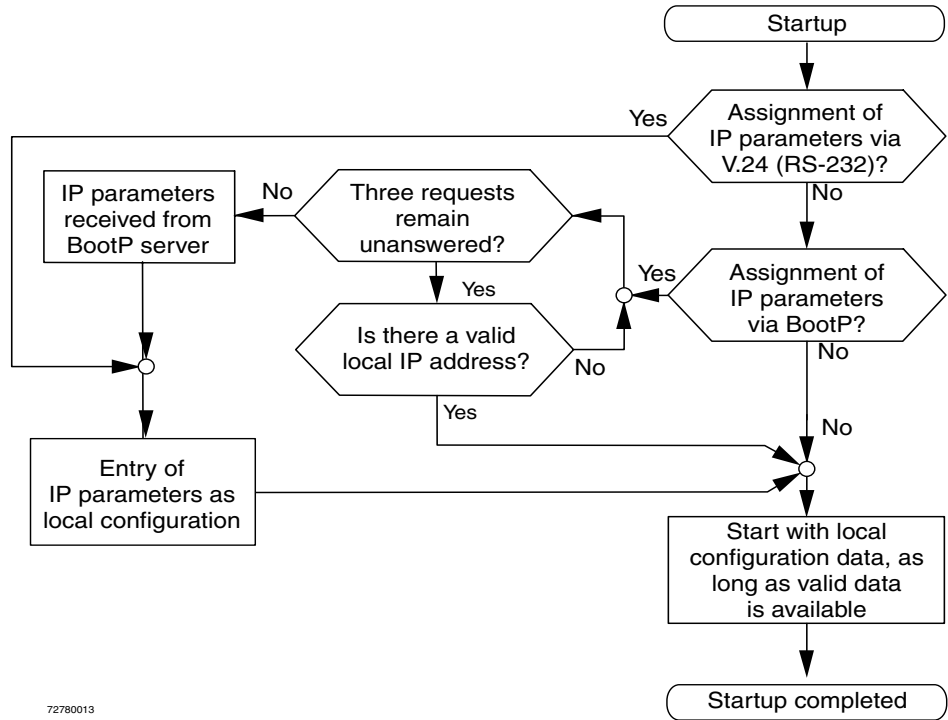 Startup
Assignment of
IP parameters via
V.24 (RS-232)?
Yes
No
IP parameters
received from
BootP server
No
Three requests
remain
unanswered?
Yes
Yes
Assignment of
IP parameters
via BootP?
No
Is there a valid
local IP address?
No
Yes
No
Entry of
IP parameters as
local configuration
Start with local
configuration data, as
long as valid data
is available
Startup completed
72780013